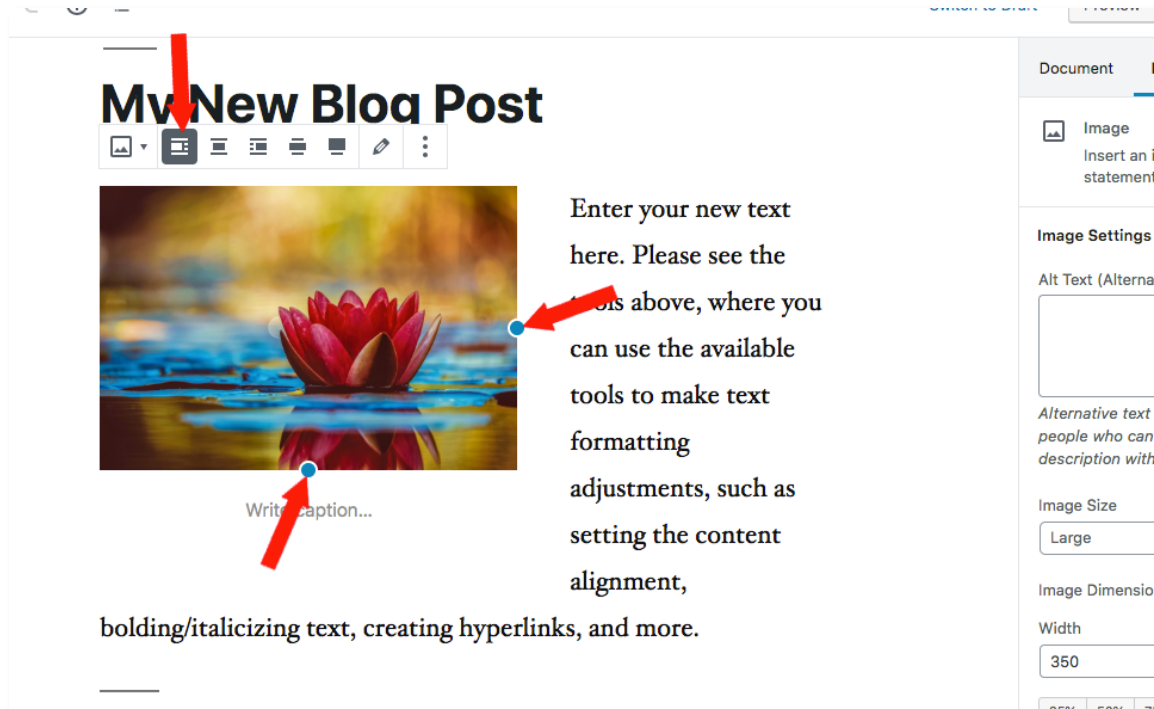 Switch to Draft
Preview
My New Blog Post
Enter your new text
here. Please see the
tools above, where you
can use the available
tools to make text
formatting
adjustments, such as
setting the content
alignment,
bolding/italicizing text, creating hyperlinks, and more.
Write caption...
Document
Image
Insert an
statement
Image Settings
Alt Text (Alterna
Alternative text
people who can
description with
Image Size
Large
Image Dimensio
Width
350
25% 50%